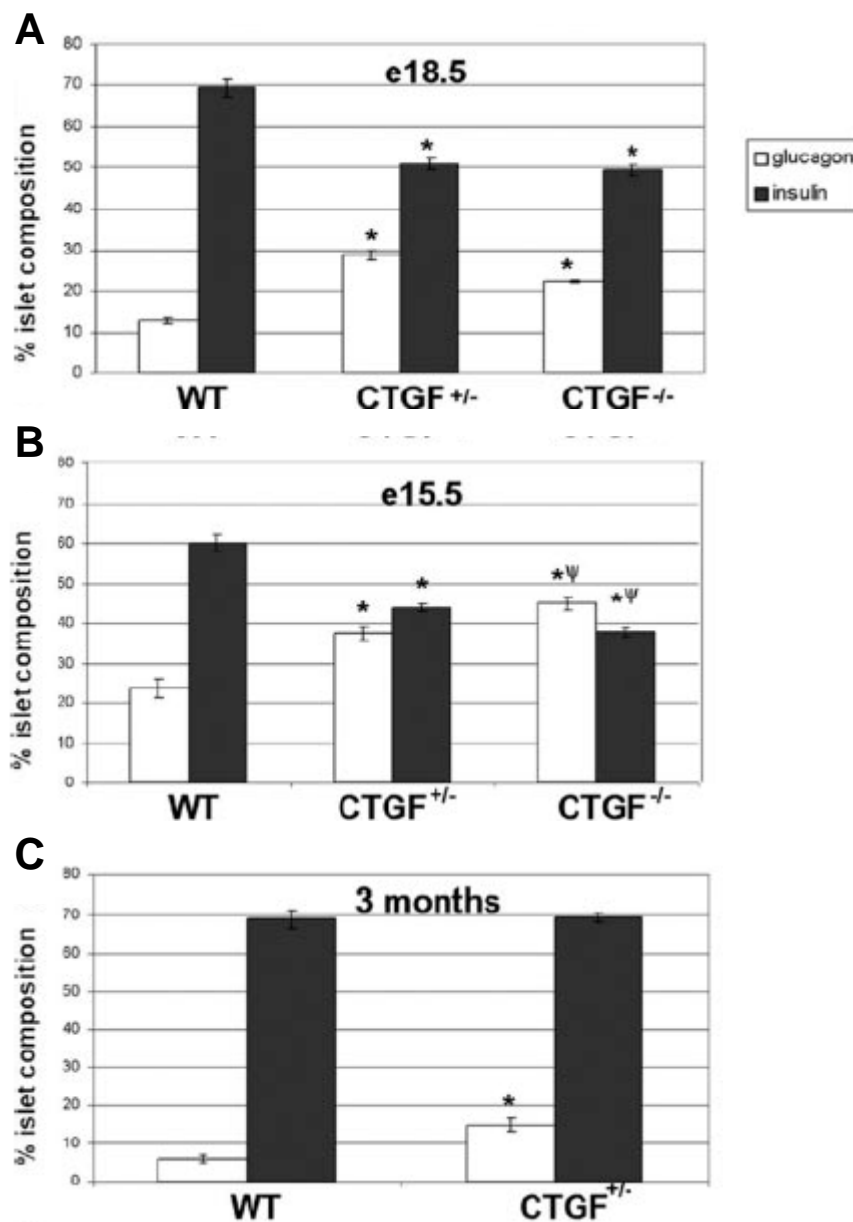 A
80
70
60
50
40
30
20
10
0
% islet composition
e18.5
*
*
*
*
glucagon
insulin
WT
CTGF+/-
CTGF-/-
B
80
70
60
50
40
30
20
10
0
% islet composition
e15.5
*
*
*ψ
*ψ
WT
CTGF+/-
CTGF-/-
C
80
70
60
50
40
30
20
10
0
% islet composition
3 months
*
WT
CTGF+/-